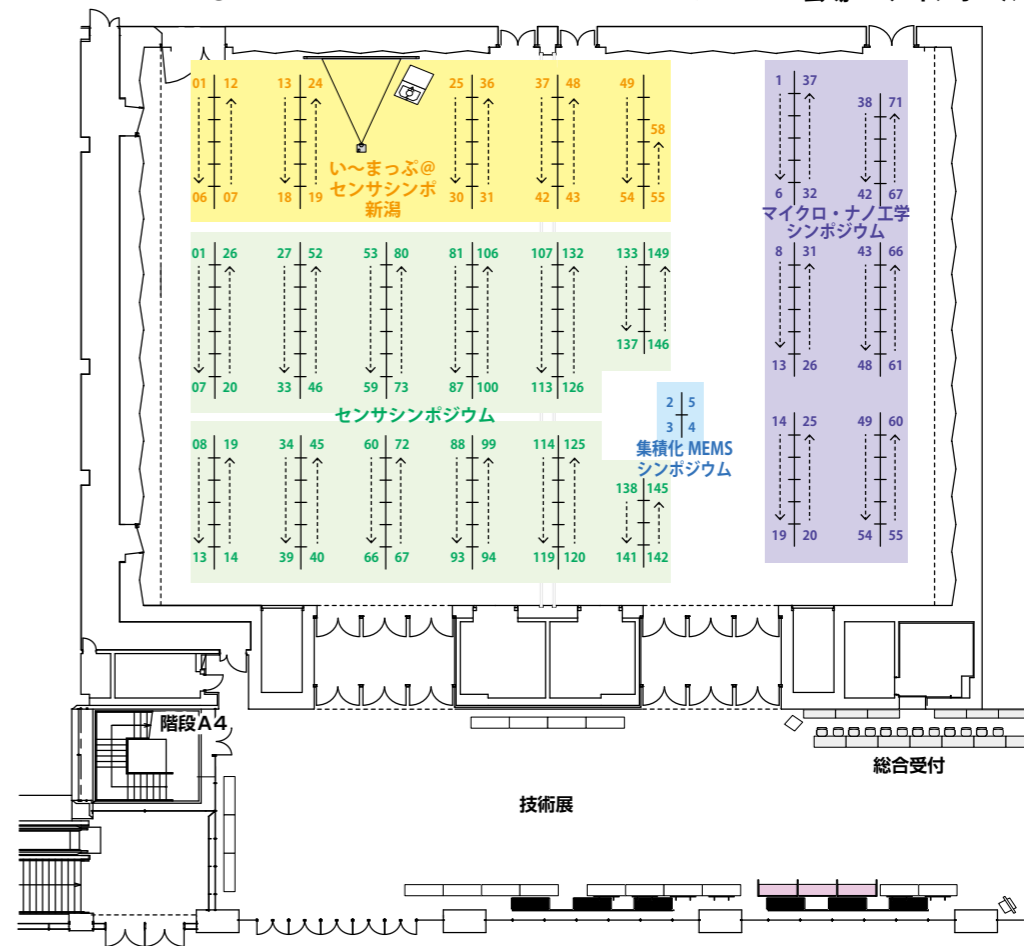 01 12 13 24 25 36 37 48 49
58
06 07 18 19 30 31 42 43 54 55
い〜まっぷ@
センサシンポ
新潟
1 37
38 71
6 32 42 67
マイクロ・ナノ工学
シンポジウム
01 26 27 52 53 80 81 106 107 132 133 149
8 31 43 66
137 146
13 26 48 61
07 20 33 46 59 73 87 100 113 126
センサシンポジウム
2 5
3 4
集積化 MEMS
シンポジウム
14 25 49 60
08 19 34 45 60 72 88 99 114 125
138 145
19 20 54 55
13 14 39 40 66 67 93 94 119 120 141 142
階段A4
総合受付
技術展